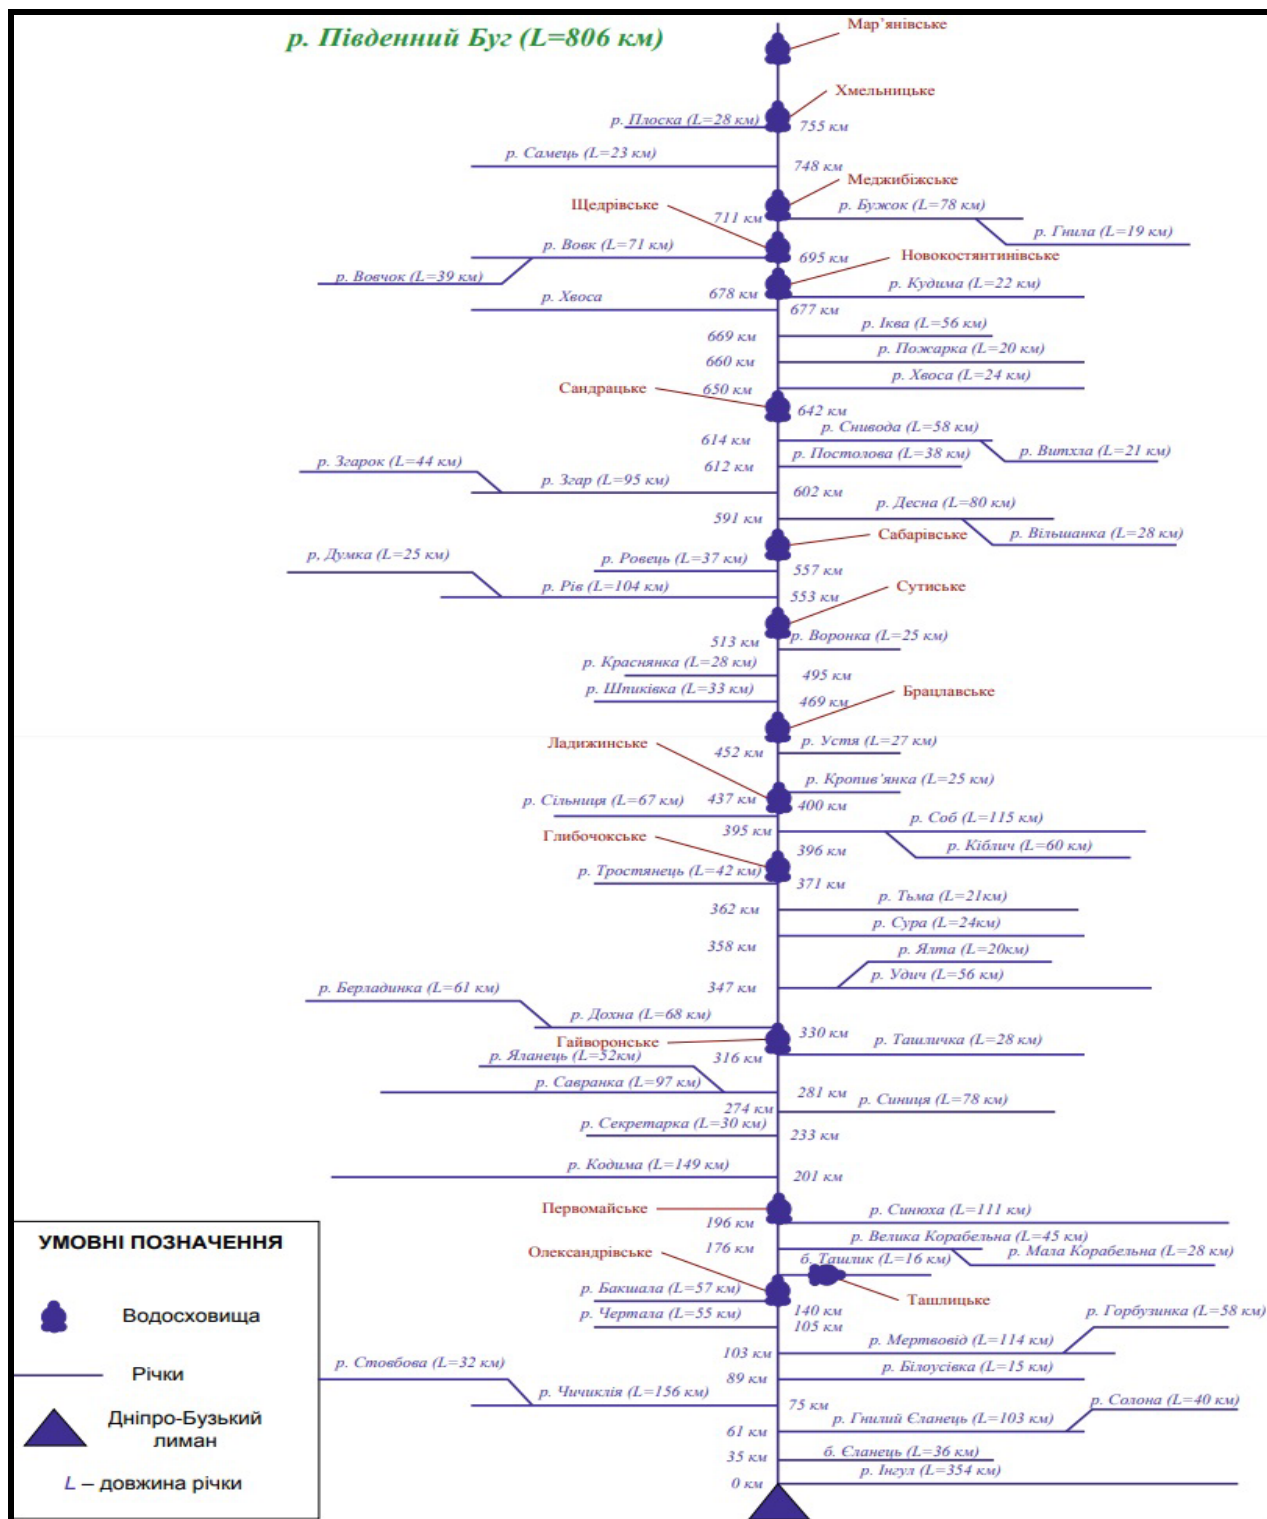 р. Південний Буг (L=806 км)
Мар’янівське
Хмельницьке
р. Плоска (L=28 км)
755 км
р. Самець (L=23 км)
748 км
Меджибіжське
Щедрівське
711 км
р. Бужок (L=78 км)
р. Гнила (L=19 км)
р. Вовк (L=71 км)
695 км
Новокостянтинівське
р. Вовчок (L=39 км)
678 км
р. Кудима (L=22 км)
р. Хвоса
677 км
669 км
р. Іква (L=56 км)
660 км
р. Пожарка (L=20 км)
Сандрацьке
650 км
р. Хвоса (L=24 км)
642 км
614 км
р. Снивода (L=58 км)
р. Витхла (L=21 км)
р. Згарок (L=44 км)
612 км
р. Постолова (L=38 км)
р. Згар (L=95 км)
602 км
591 км
р. Десна (L=80 км)
Сабарівське
р. Вільшанка (L=28 км)
р, Думка (L=25 км)
р. Ровець (L=37 км)
557 км
р. Рів (L=104 км)
553 км
Сутиське
513 км
р. Воронка (L=25 км)
р. Краснянка (L=28 км)
495 км
р. Шпиківка (L=33 км)
469 км
Брацлавське
Ладижинське
452 км
р. Устя (L=27 км)
р. Кропив’янка (L=25 км)
р. Сільниця (L=67 км)
437 км
400 км
395 км
р. Соб (L=115 км)
Глибочокське
396 км
р. Кіблич (L=60 км)
р. Тростянець (L=42 км)
371 км
362 км
р. Тьма (L=21км)
р. Сура (L=24км)
358 км
р. Ялта (L=20км)
р. Удич (L=56 км)
347 км
р. Берладинка (L=61 км)
р. Дохна (L=68 км)
330 км
Гайворонське
р. Ташличка (L=28 км)
р. Яланець (L=52км)
316 км
р. Савранка (L=97 км)
281 км
274 км
р. Синиця (L=78 км)
р. Секретарка (L=30 км)
233 км
р. Кодима (L=149 км)
201 км
Первомайське
196 км
р. Синюха (L=111 км)
176 км
р. Велика Корабельна (L=45 км)
р. Мала Корабельна (L=28 км)
Олександрівське
б. Ташлик (L=16 км)
Ташлицьке
р. Бакшала (L=57 км)
140 км
р. Чертала (L=55 км)
105 км
р. Горбузинка (L=58 км)
103 км
р. Мертвовід (L=114 км)
р. Стовбова (L=32 км)
89 км
р. Білоусівка (L=15 км)
р. Чичиклія (L=156 км)
75 км
р. Солона (L=40 км)
61 км
р. Гнилий Єланець (L=103 км)
35 км
б. Єланець (L=36 км)
0 км
р. Інгул (L=354 км)
УМОВНІ ПОЗНАЧЕННЯ
Водосховища
Річки
Дніпро-Бузький
лиман
L – довжина річки